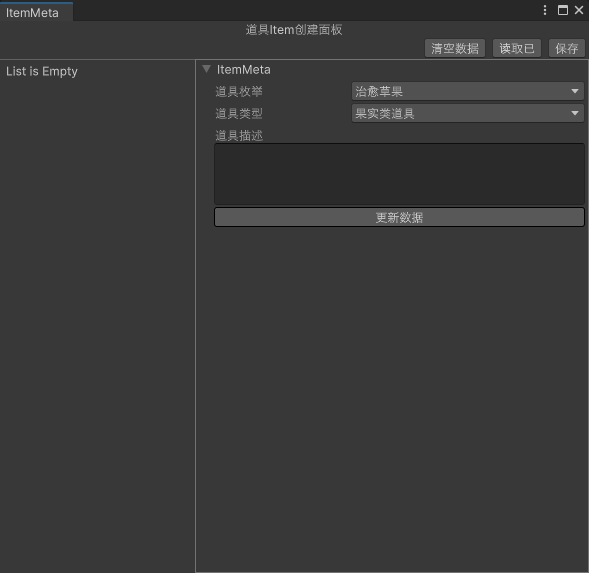 ItemMeta
道具Item创建面板
清空数据 读取已 保存
List is Empty
ItemMeta
道具枚举 治愈草果
道具类型 果实类道具
道具描述
更新数据